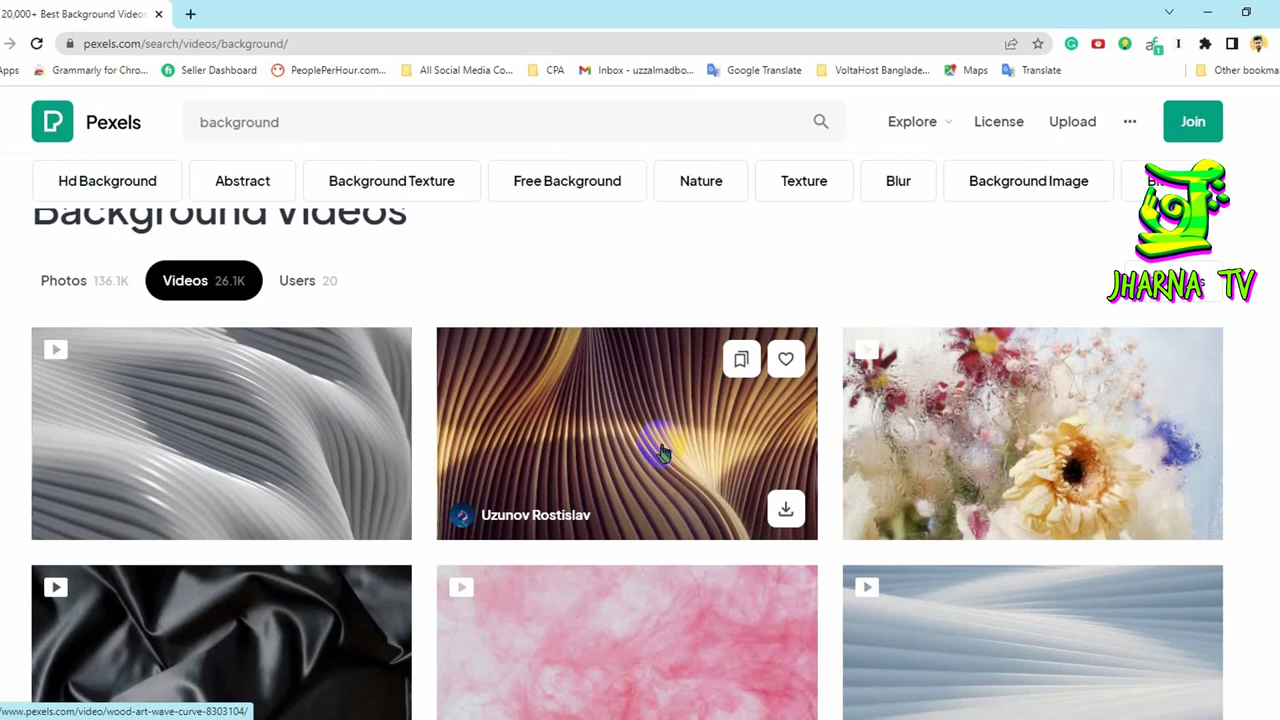 20,000+ Best Background Videos
pexels.com/search/videos/background/
Apps
Grammarly for Chro...
Seller Dashboard
PeoplePerHour.com...
All Social Media Co...
CPA
Inbox - uzzalmadbo...
Google Translate
VoltaHost Banglade...
Maps
Translate
Other bookma
Pexels
background
Explore
License
Upload
Join
Hd Background
Abstract
Background Texture
Free Background
Nature
Texture
Blur
Background Image
Background Videos
JHARNA TV
Photos 136.1K
Videos 26.1K
Users 20
Uzunov Rostislav
/www.pexels.com/video/wood-art-wave-curve-8303104/